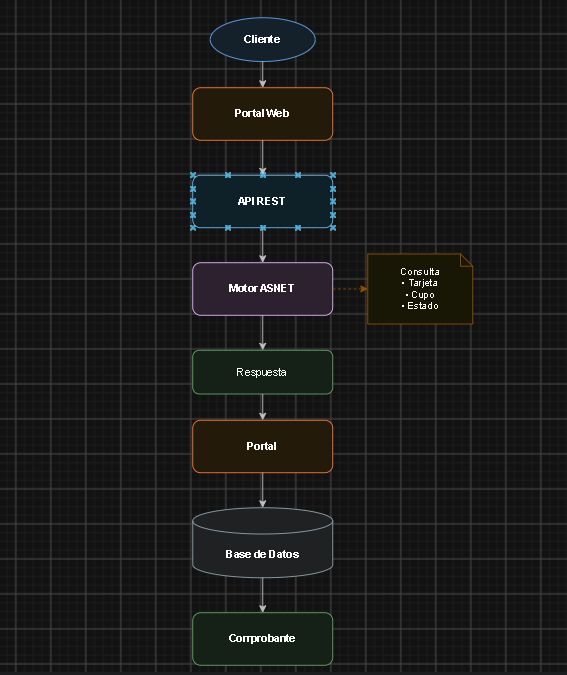 Cliente
Portal Web
API REST
Motor ASNET
Consulta
• Tarjeta
• Cupo
• Estado
Respuesta
Portal
Base de Datos
Comprobante